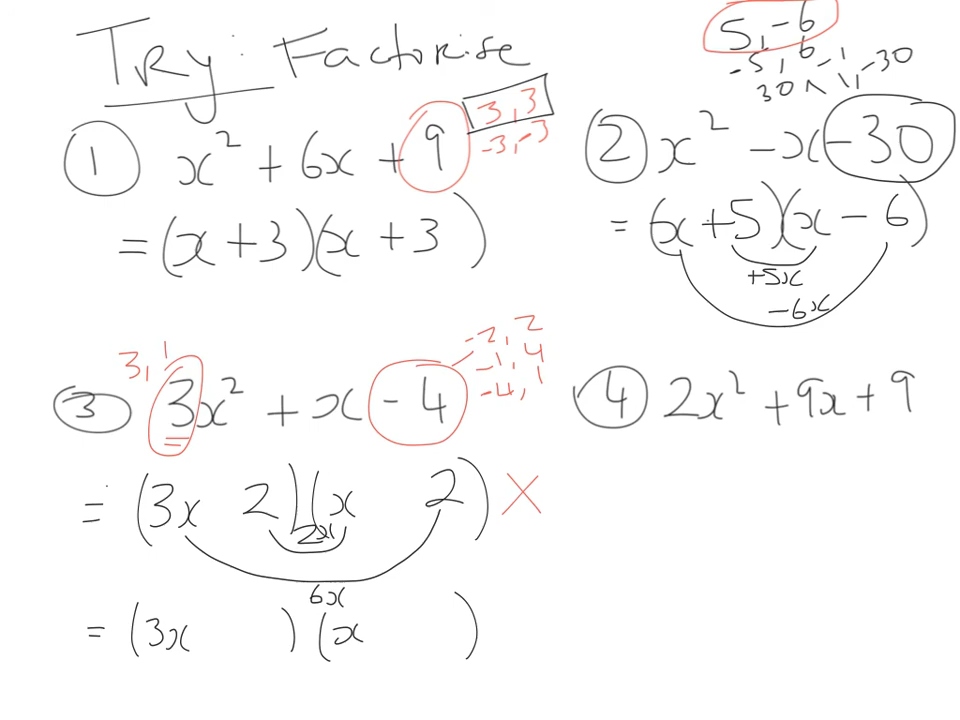 Try: Factorise
① x² + 6x + 9
3, 3
-3, -3
= (x + 3)(x + 3)
5, -6
-5, 6
30, -1
1, -30
② x² - x - 30
= (x + 5)(x - 6)
+5x
-6x
3, 1
-2, 2
-1, 4
-4, 1
③ 3x² + x - 4
= (3x 2)(x 2) X
2x
6x
= (3x )(x )
④ 2x² + 9x + 9